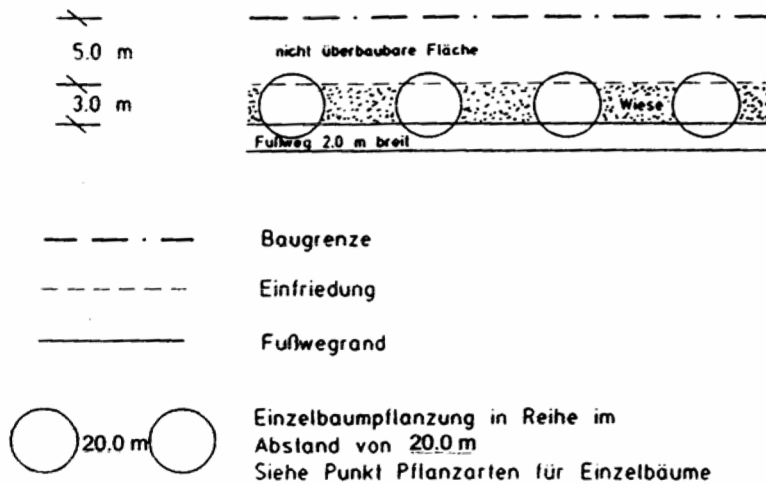 5.0 m
nicht überbaubare Fläche
3.0 m
Wiese
Fußweg 2.0 m breit
Baugrenze
Einfriedung
Fußwegrand
20.0 m
Einzelbaumpflanzung in Reihe im
Abstand von 20.0 m
Siehe Punkt Pflanzarten für Einzelbäume